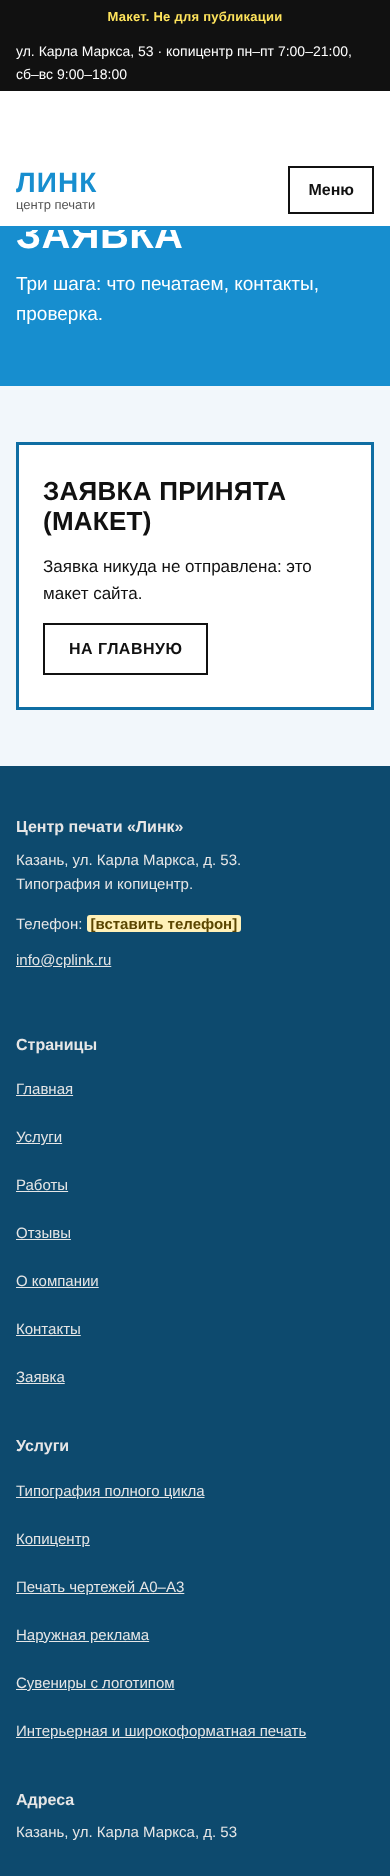 Макет. Не для публикации
ул. Карла Маркса, 53 · копицентр пн–пт 7:00–21:00,
сб–вс 9:00–18:00
ЛИНК
центр печати
Меню
ЗАЯВКА
Три шага: что печатаем, контакты,
проверка.
ЗАЯВКА ПРИНЯТА
(МАКЕТ)
Заявка никуда не отправлена: это
макет сайта.
НА ГЛАВНУЮ
Центр печати «Линк»
Казань, ул. Карла Маркса, д. 53.
Типография и копицентр.
Телефон: [вставить телефон]
info@cplink.ru
Страницы
Главная
Услуги
Работы
Отзывы
О компании
Контакты
Заявка
Услуги
Типография полного цикла
Копицентр
Печать чертежей А0–А3
Наружная реклама
Сувениры с логотипом
Интерьерная и широкоформатная печать
Адреса
Казань, ул. Карла Маркса, д. 53